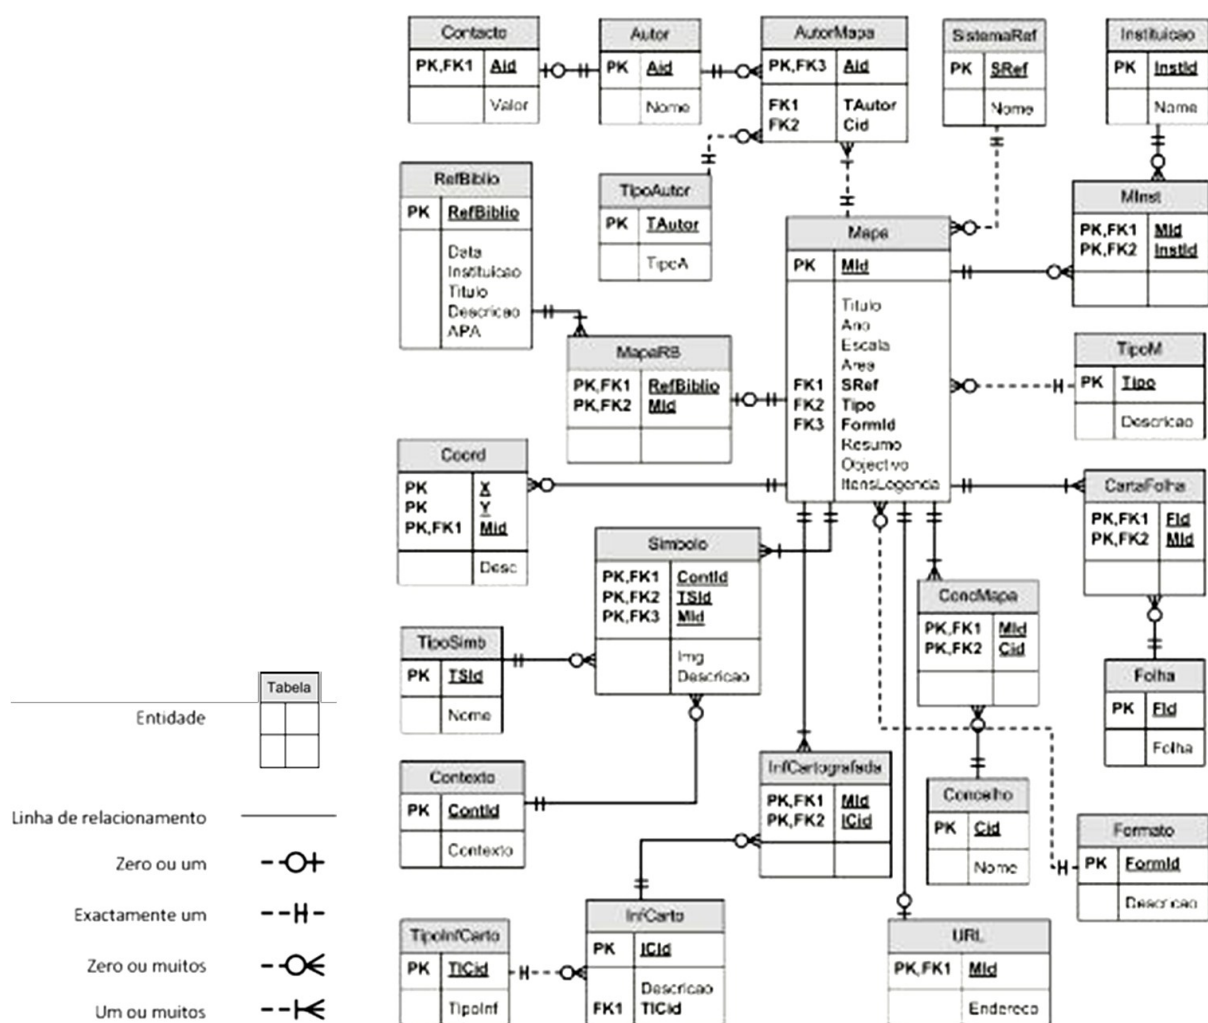 Contacto
PK,FK1 Aid
Valor
Autor
PK Aid
Nome
AutorMapa
PK,FK3 Aid
FK1 TAutor
FK2 Cid
SistemaRef
PK SRef
Nome
Instituicao
PK InstId
Nome
RefBiblio
PK RefBiblio
Data
Instituicao
Titulo
Descricao
APA
TipoAutor
PK TAutor
TipoA
Mapa
PK MId
Titulo
Ano
Escala
Area
FK1 SRef
FK2 Tipo
FK3 FormId
Resumo
Objectivo
ItensLegenda
MInst
PK,FK1 MId
PK,FK2 InstId
MapaRB
PK,FK1 RefBiblio
PK,FK2 MId
TipoM
PK Tipo
Descricao
Coord
PK X
PK Y
PK,FK1 Mid
Desc
Simbolo
PK,FK1 ContId
PK,FK2 TSId
PK,FK3 MId
Img
Descricao
CartaFolha
PK,FK1 FId
PK,FK2 MId
ConcMapa
PK,FK1 MId
PK,FK2 Cid
TipoSimb
PK TSId
Nome
Folha
PK FId
Folha
Contexto
PK ContId
Contexto
InfCartografada
PK,FK1 MId
PK,FK2 ICid
Concelho
PK Cid
Nome
Formato
PK FormId
Descricao
TipoInfCarto
PK TICid
TipoInf
InfCarto
PK ICId
Descricao
FK1 TICid
URL
PK,FK1 MId
Endereco
Tabela
Entidade
Linha de relacionamento
Zero ou um
Exactamente um
Zero ou muitos
Um ou muitos